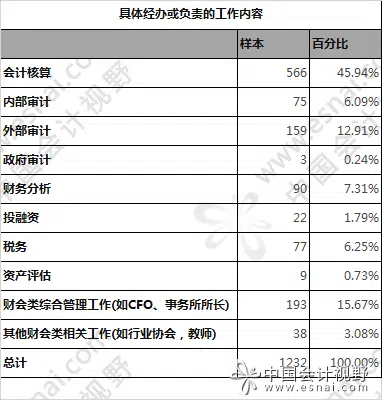 具体经办或负责的工作内容
样本 百分比
会计核算 566 45.94%
内部审计 75 6.09%
外部审计 159 12.91%
政府审计 3 0.24%
财务分析 90 7.31%
投融资 22 1.79%
税务 77 6.25%
资产评估 9 0.73%
财会类综合管理工作(如CFO、事务所所长) 193 15.67%
其他财会类相关工作(如行业协会，教师) 38 3.08%
总计 1232 100.00%
中国会计视野
www.esnai.com